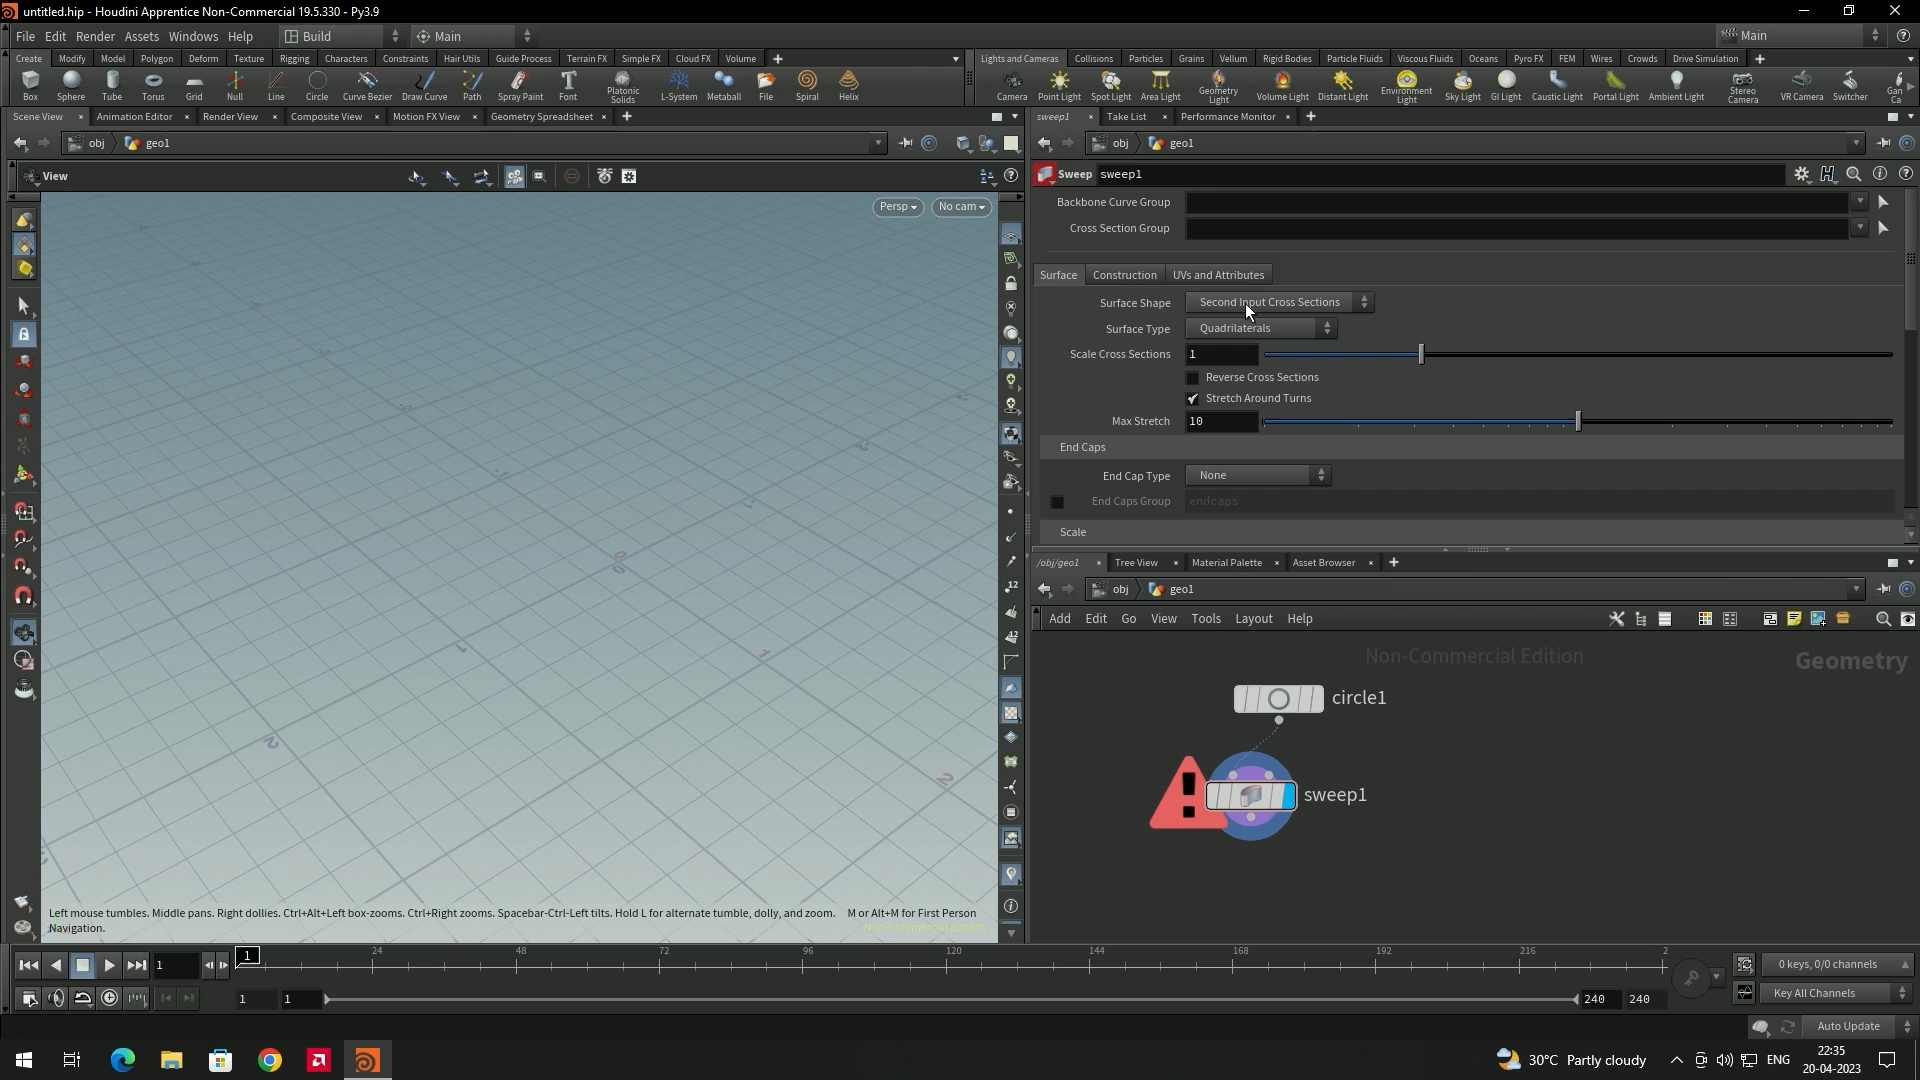 untitled.hip - Houdini Apprentice Non-Commercial 19.5.330 - Py3.9
File Edit Render Assets Windows Help Build Main Main
Create Modify Model Polygon Deform Texture Rigging Characters Constraints Hair Utils Guide Process Terrain FX Simple FX Cloud FX Volume
Lights and Cameras Collisions Particles Grains Vellum Rigid Bodies Particle Fluids Viscous Fluids Oceans Pyro FX FEM Wires Crowds Drive Simulation
Box Sphere Tube Torus Grid Null Line Circle Curve Bezier Draw Curve Path Spray Paint Font Platonic Solids L-System Metaball File Spiral Helix
Camera Point Light Spot Light Area Light Geometry Light Volume Light Distant Light Environment Light Sky Light GI Light Caustic Light Portal Light Ambient Light Stereo Camera VR Camera Switcher Gan Ca
Scene View Animation Editor Render View Composite View Motion FX View Geometry Spreadsheet
sweep1 Take List Performance Monitor
obj geo1
obj geo1
View
Sweep sweep1
Persp No cam
Backbone Curve Group
Cross Section Group
Surface Construction UVs and Attributes
Surface Shape Second Input Cross Sections
Surface Type Quadrilaterals
Scale Cross Sections 1
Reverse Cross Sections
Stretch Around Turns
Max Stretch 10
End Caps
End Cap Type None
End Caps Group endcaps
Scale
/obj/geo1 Tree View Material Palette Asset Browser
obj geo1
Add Edit Go View Tools Layout Help
Non-Commercial Edition Geometry
circle1
sweep1
Left mouse tumbles. Middle pans. Right dollies. Ctrl+Alt+Left box-zooms. Ctrl+Right zooms. Spacebar-Ctrl-Left tilts. Hold L for alternate tumble, dolly, and zoom. M or Alt+M for First Person
Navigation.
Non-Commercial Edition
1 1 24 48 72 96 120 144 168 192 216 2
0 keys, 0/0 channels
1 1 240 240
Key All Channels
Auto Update
30°C Partly cloudy ENG 22:35
20-04-2023